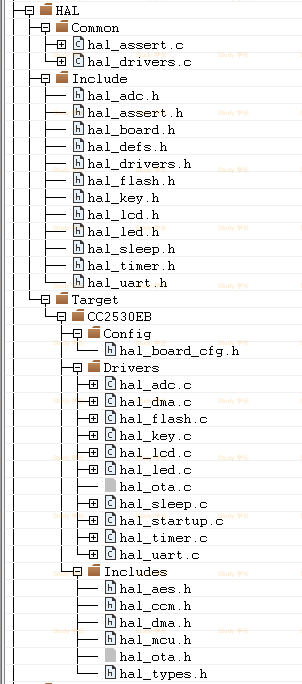 HAL
Common
hal_assert.c
hal_drivers.c
Include
hal_adc.h
hal_assert.h
hal_board.h
hal_defs.h
hal_drivers.h
hal_flash.h
hal_key.h
hal_lcd.h
hal_led.h
hal_sleep.h
hal_timer.h
hal_uart.h
Target
CC2530EB
Config
hal_board_cfg.h
Drivers
hal_adc.c
hal_dma.c
hal_flash.c
hal_key.c
hal_lcd.c
hal_led.c
hal_ota.c
hal_sleep.c
hal_startup.c
hal_timer.c
hal_uart.c
Includes
hal_aes.h
hal_ccm.h
hal_dma.h
hal_mcu.h
hal_ota.h
hal_types.h